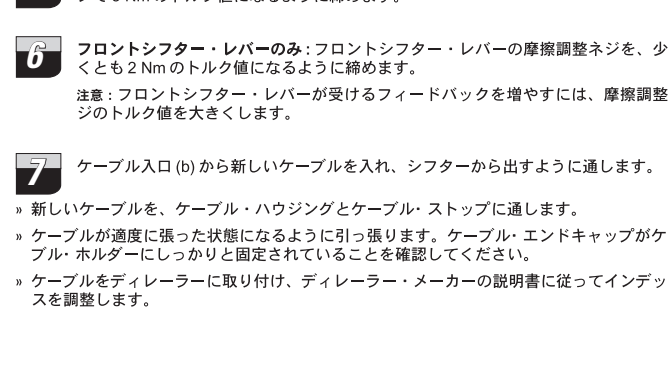 6 フロントシフター・レバーのみ : フロントシフター・レバーの摩擦調整ネジを、少
くとも 2 Nm のトルク値になるように締めます。
注意 : フロントシフター・レバーが受けるフィードバックを増やすには、摩擦調整
ジのトルク値を大きくします。
7 ケーブル入口 (b) から新しいケーブルを入れ、シフターから出すように通します。
» 新しいケーブルを、ケーブル・ハウジングとケーブル・ストップに通します。
» ケーブルが適度に張った状態になるように引っ張ります。ケーブル・エンドキャップがケ
ブル・ホルダーにしっかりと固定されていることを確認してください。
» ケーブルをディレーラーに取り付け、ディレーラー・メーカーの説明書に従ってインデッ
スを調整します。